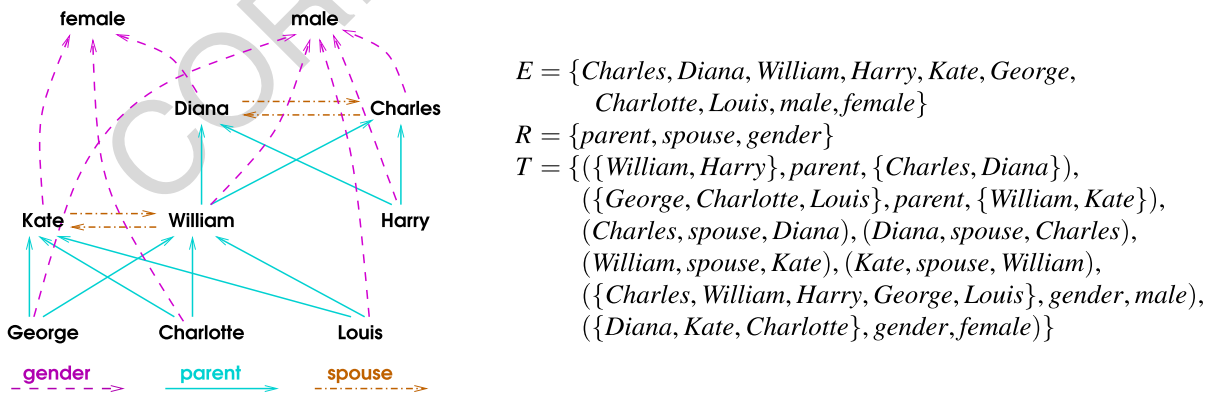 female
male
Diana
Charles
Kate
William
Harry
George
Charlotte
Louis
gender
parent
spouse
E = {Charles, Diana, William, Harry, Kate, George,
Charlotte, Louis, male, female}
R = {parent, spouse, gender}
T = {({William, Harry}, parent, {Charles, Diana}),
({George, Charlotte, Louis}, parent, {William, Kate}),
(Charles, spouse, Diana), (Diana, spouse, Charles),
(William, spouse, Kate), (Kate, spouse, William),
({Charles, William, Harry, George, Louis}, gender, male),
({Diana, Kate, Charlotte}, gender, female)}